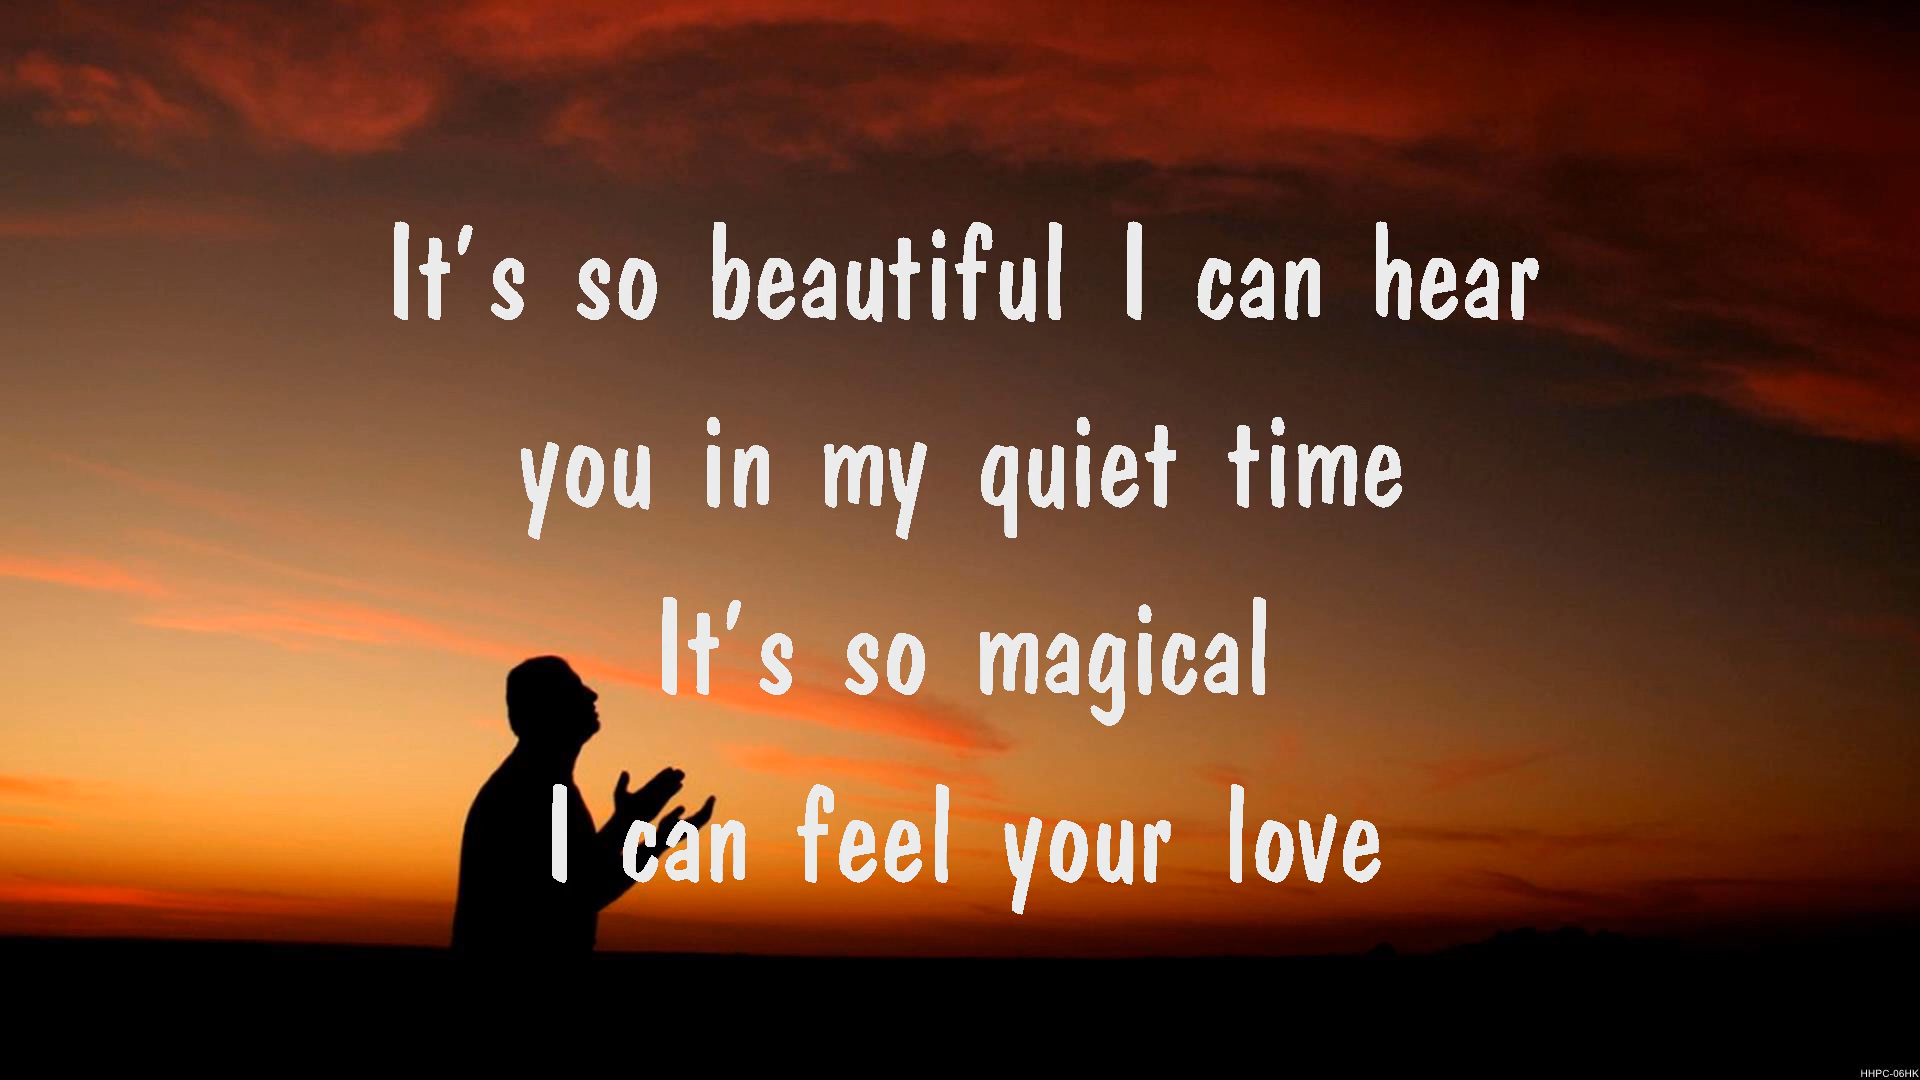 It's so beautiful I can hear
you in my quiet time
It's so magical
I can feel your love
HHPC-06HK